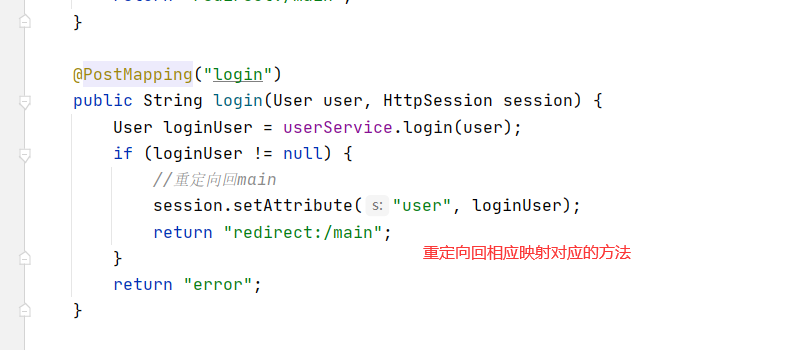 }
@PostMapping("login")
public String login(User user, HttpSession session) {
User loginUser = userService.login(user);
if (loginUser != null) {
//重定向回main
session.setAttribute( s: "user", loginUser);
return "redirect:/main";
重定向回相应映射对应的方法
}
return "error";
}